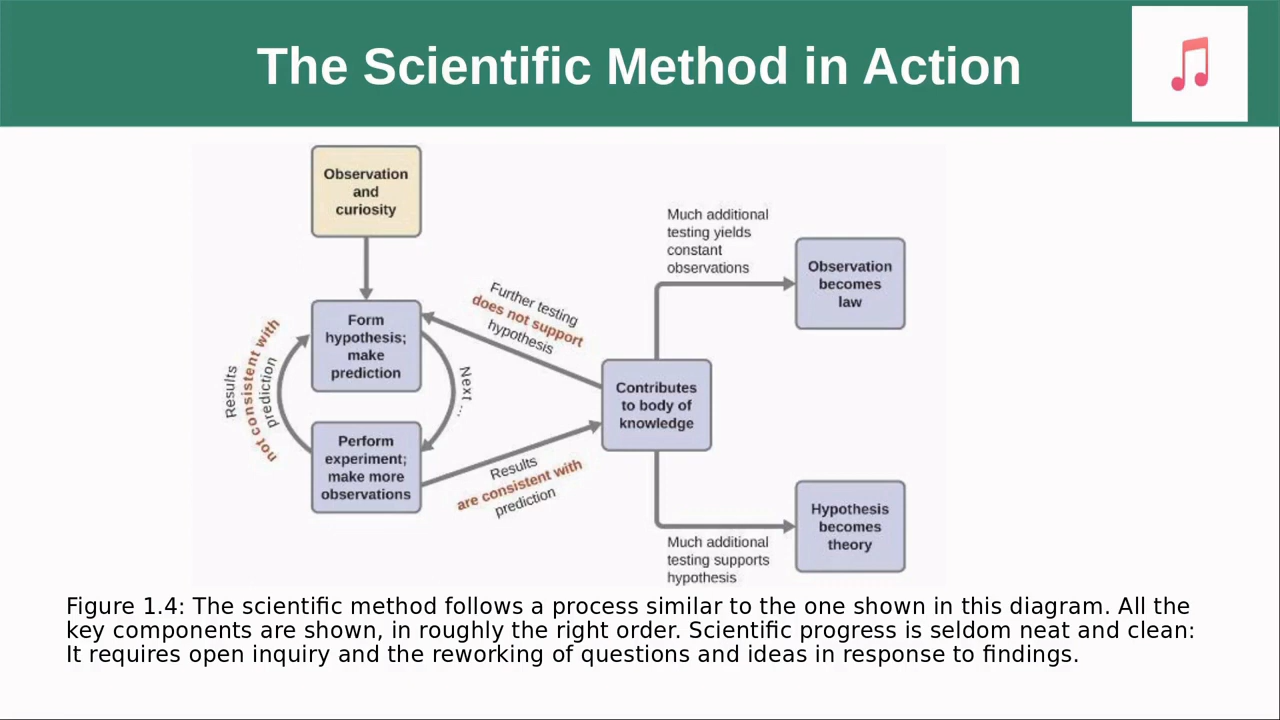 The Scientific Method in Action
Observation
and
curiosity
Much additional
testing yields
constant
observations
Observation
becomes
law
Further testing
does not support
hypothesis
Form
hypothesis;
make
prediction
Results
not consistent with
prediction
Next ...
Contributes
to body of
knowledge
Perform
experiment;
make more
observations
Results
are consistent with
prediction
Hypothesis
becomes
theory
Much additional
testing supports
hypothesis
Figure 1.4: The scientific method follows a process similar to the one shown in this diagram. All the
key components are shown, in roughly the right order. Scientific progress is seldom neat and clean:
It requires open inquiry and the reworking of questions and ideas in response to findings.